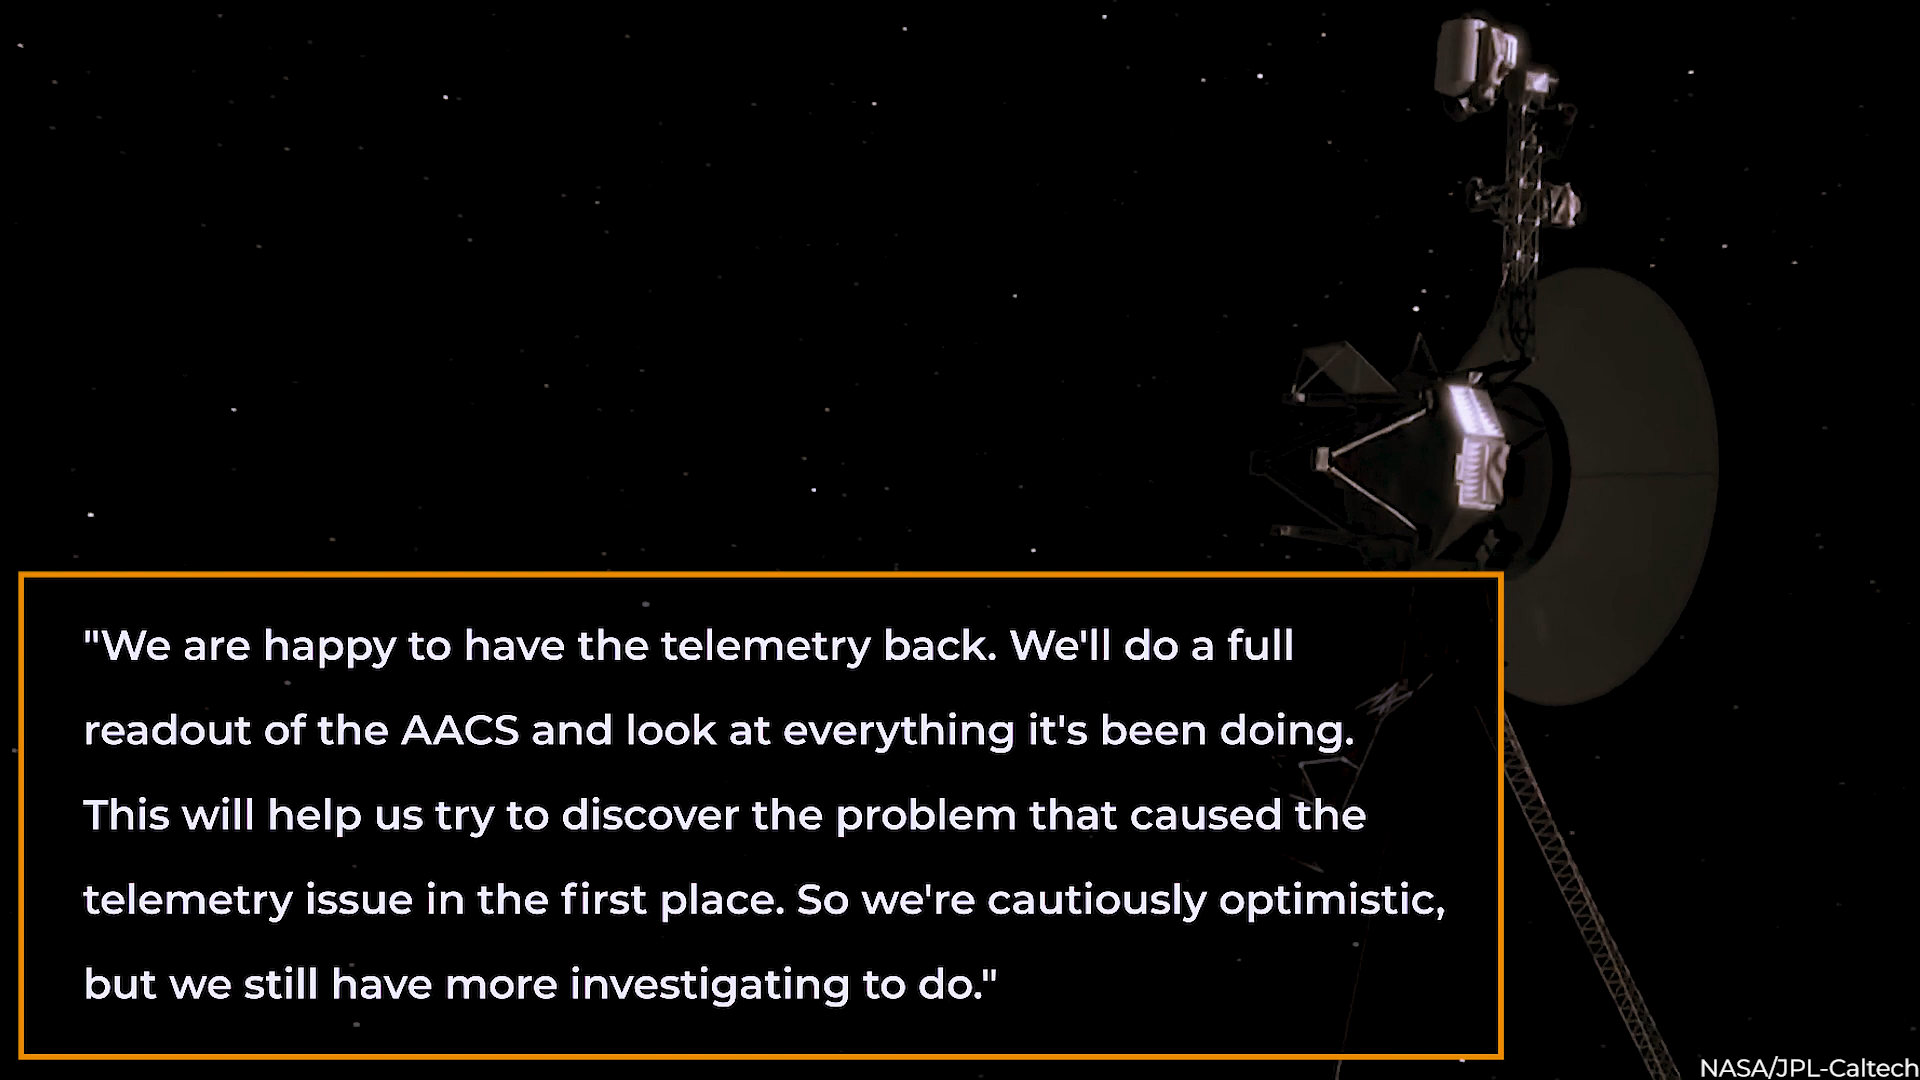 "We are happy to have the telemetry back. We'll do a full
readout of the AACS and look at everything it's been doing.
This will help us try to discover the problem that caused the
telemetry issue in the first place. So we're cautiously optimistic,
but we still have more investigating to do."
NASA/JPL-Caltech